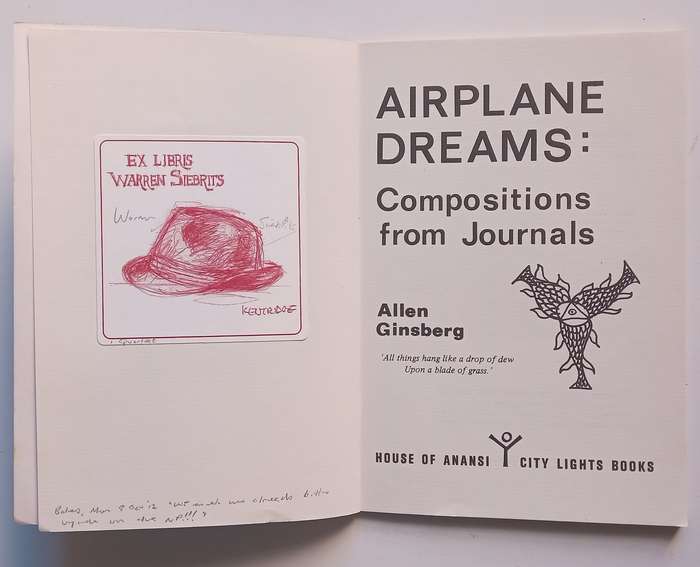 EX LIBRIS
WARREN SIEBRITS
Warren
KENTRIDGE
AIRPLANE
DREAMS:
Compositions
from Journals
Allen
Ginsberg
'All things hang like a drop of dew
Upon a blade of grass.'
HOUSE OF ANANSI CITY LIGHTS BOOKS